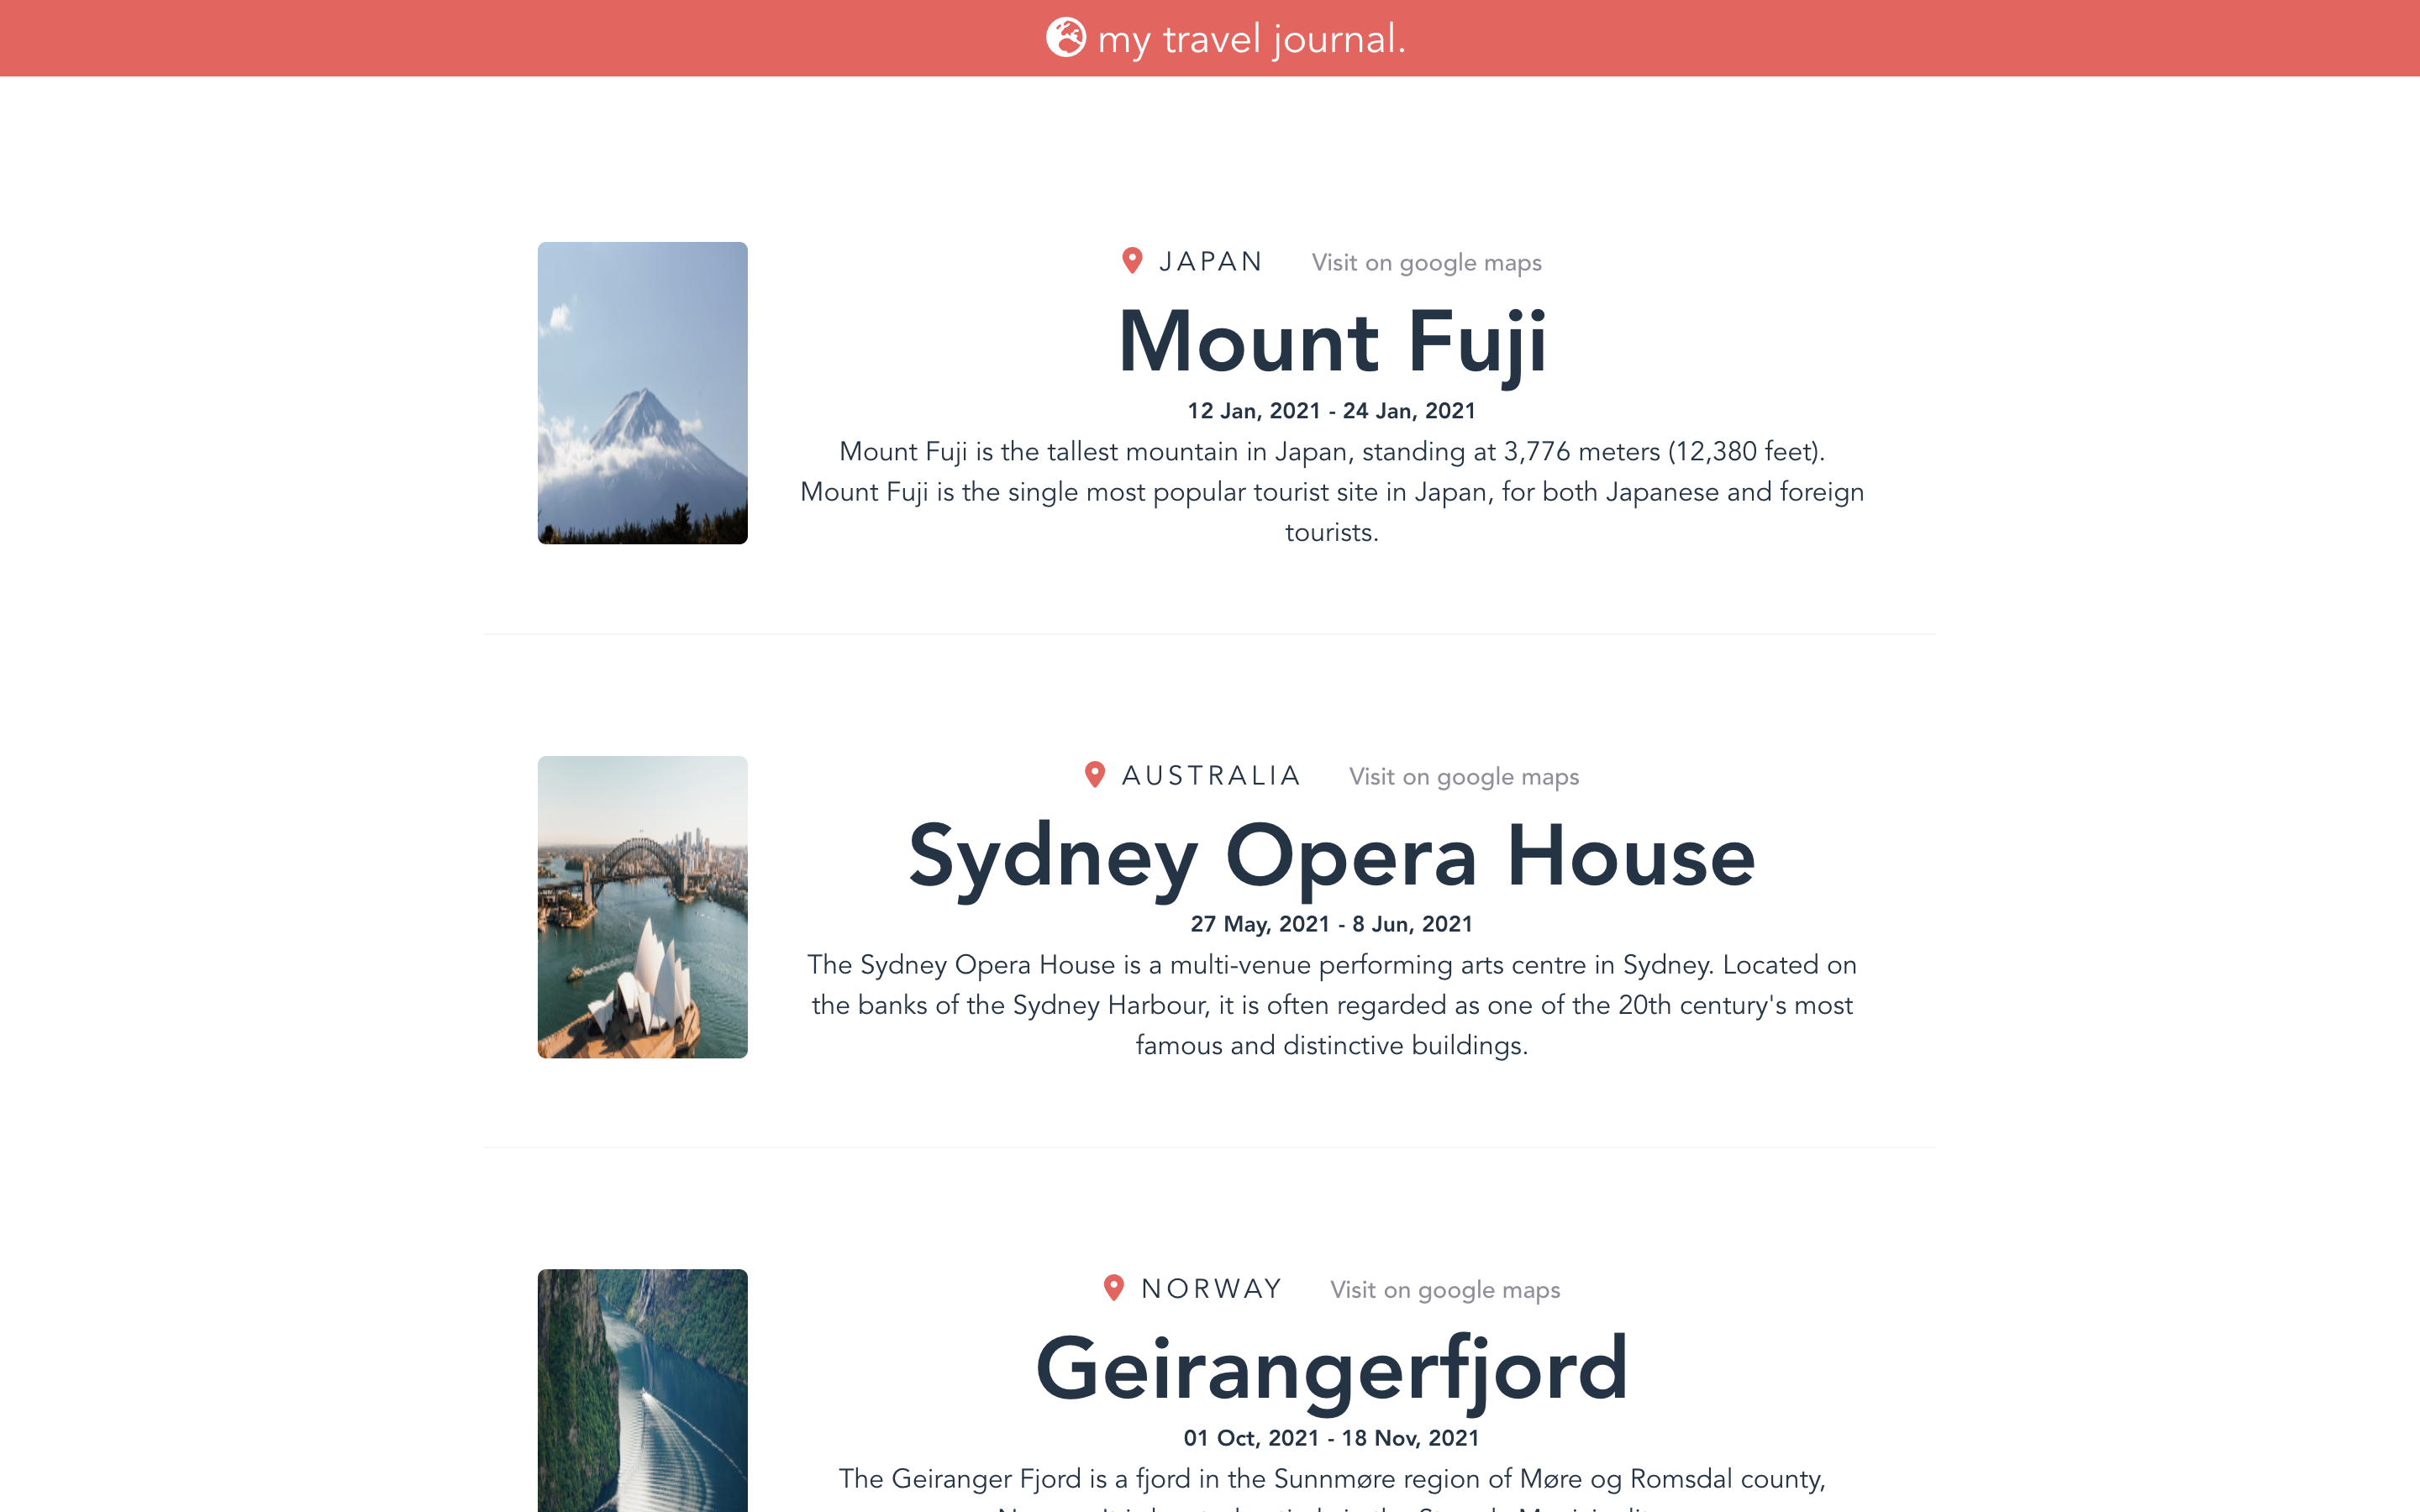 my travel journal.
JAPAN Visit on google maps
Mount Fuji
12 Jan, 2021 - 24 Jan, 2021
Mount Fuji is the tallest mountain in Japan, standing at 3,776 meters (12,380 feet).
Mount Fuji is the single most popular tourist site in Japan, for both Japanese and foreign
tourists.
AUSTRALIA Visit on google maps
Sydney Opera House
27 May, 2021 - 8 Jun, 2021
The Sydney Opera House is a multi-venue performing arts centre in Sydney. Located on
the banks of the Sydney Harbour, it is often regarded as one of the 20th century's most
famous and distinctive buildings.
NORWAY Visit on google maps
Geirangerfjord
01 Oct, 2021 - 18 Nov, 2021
The Geiranger Fjord is a fjord in the Sunnmøre region of Møre og Romsdal county,